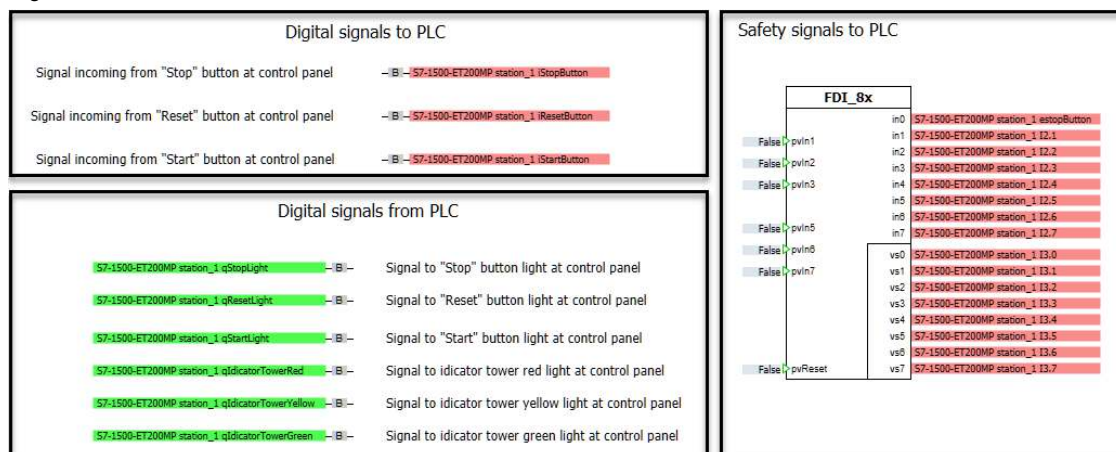 Digital signals to PLC
Signal incoming from "Stop" button at control panel B S7-1500-ET200MP station_1 iStopButton
Signal incoming from "Reset" button at control panel B S7-1500-ET200MP station_1 iResetButton
Signal incoming from "Start" button at control panel B S7-1500-ET200MP station_1 iStartButton
Digital signals from PLC
S7-1500-ET200MP station_1 qStopLight B Signal to "Stop" button light at control panel
S7-1500-ET200MP station_1 qResetLight B Signal to "Reset" button light at control panel
S7-1500-ET200MP station_1 qStartLight B Signal to "Start" button light at control panel
S7-1500-ET200MP station_1 qIdicatorTowerRed B Signal to idicator tower red light at control panel
S7-1500-ET200MP station_1 qIdicatorTowerYellow B Signal to idicator tower yellow light at control panel
S7-1500-ET200MP station_1 qIdicatorTowerGreen B Signal to idicator tower green light at control panel
Safety signals to PLC
FDI_8x
in0 S7-1500-ET200MP station_1 estopButton
False pvIn1 in1 S7-1500-ET200MP station_1 I2.1
False pvIn2 in2 S7-1500-ET200MP station_1 I2.2
False pvIn3 in3 S7-1500-ET200MP station_1 I2.3
in4 S7-1500-ET200MP station_1 I2.4
False pvIn5 in5 S7-1500-ET200MP station_1 I2.5
False pvIn6 in6 S7-1500-ET200MP station_1 I2.6
False pvIn7 in7 S7-1500-ET200MP station_1 I2.7
vs0 S7-1500-ET200MP station_1 I3.0
vs1 S7-1500-ET200MP station_1 I3.1
vs2 S7-1500-ET200MP station_1 I3.2
vs3 S7-1500-ET200MP station_1 I3.3
vs4 S7-1500-ET200MP station_1 I3.4
vs5 S7-1500-ET200MP station_1 I3.5
vs6 S7-1500-ET200MP station_1 I3.6
False pvReset vs7 S7-1500-ET200MP station_1 I3.7